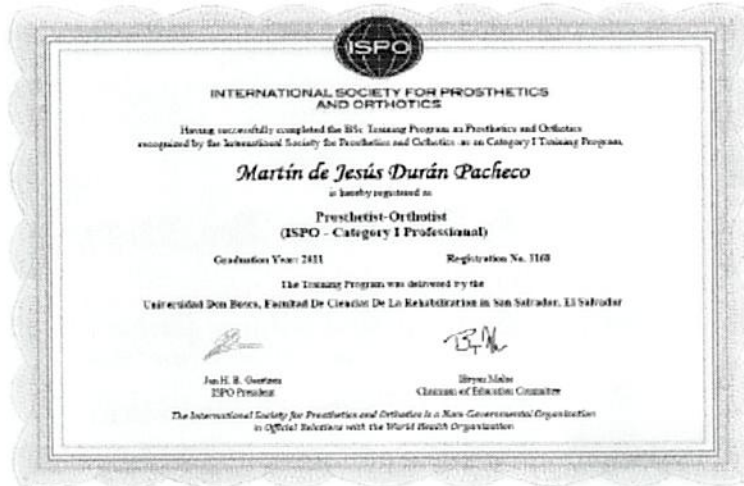 ISPO
INTERNATIONAL SOCIETY FOR PROSTHETICS
AND ORTHOTICS
Having successfully completed the BSc Training Program in Prosthetics and Orthotics
recognized by the International Society for Prosthetics and Orthotics as an Category I Training Program,
Martín de Jesús Durán Pacheco
is hereby registered as
Prosthetist-Orthotist
(ISPO - Category I Professional)
Graduation Year: 2011 Registration No.
The Training Program was delivered by the
Universidad Don Bosco, Facultad De Ciencias De La Rehabilitation in San Salvador, El Salvador
Jan H. B.
ISPO President
Chairman of Education Committee
The International Society for Prosthetics and Orthotics is a Non-Governmental Organization
in Official Relations with the World Health Organization